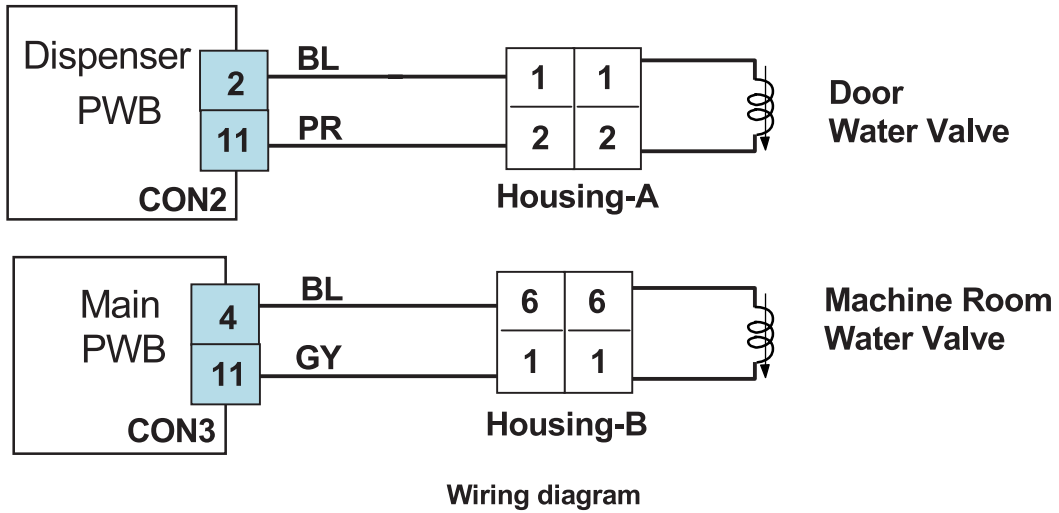 Dispenser
PWB
2
11
CON2
BL
PR
1 1
2 2
Housing-A
Door
Water Valve
Main
PWB
4
11
CON3
BL
GY
6 6
1 1
Housing-B
Machine Room
Water Valve
Wiring diagram